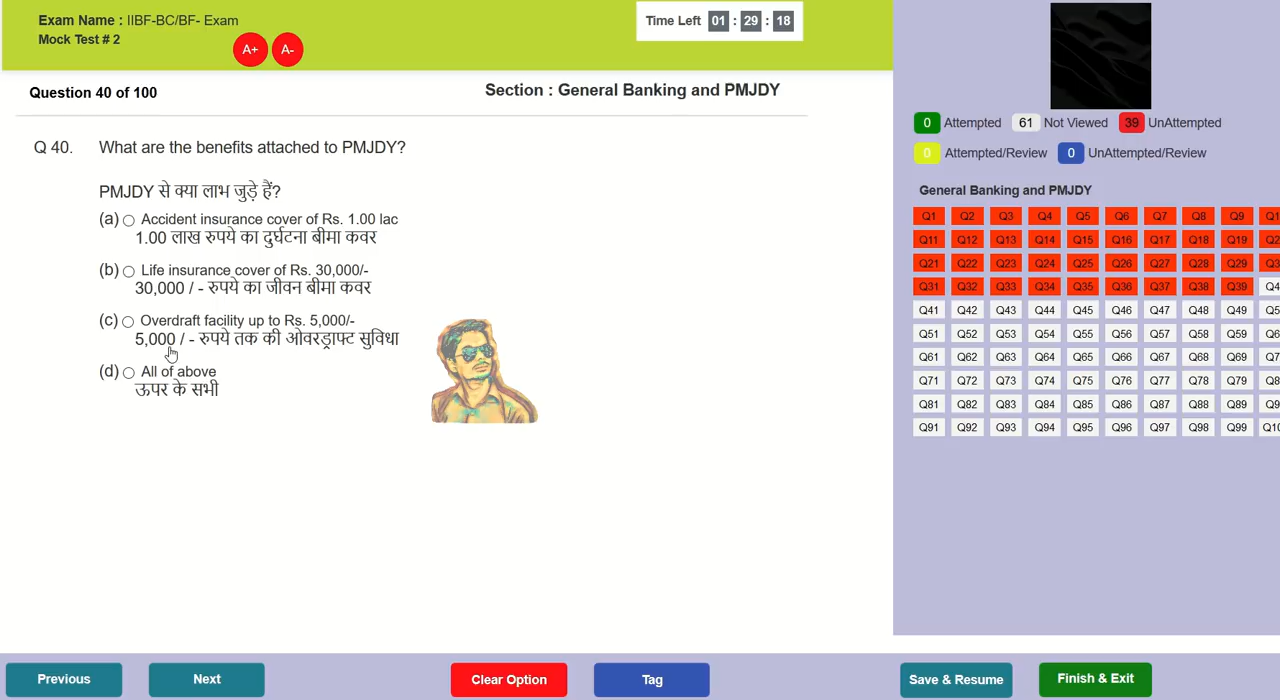 Exam Name : IIBF-BC/BF- Exam
Mock Test # 2
A+ A-
Time Left 01 : 29 : 18
Question 40 of 100
Section : General Banking and PMJDY
Q 40. What are the benefits attached to PMJDY?
PMJDY से क्या लाभ जुड़े हैं?
(a) Accident insurance cover of Rs. 1.00 lac
1.00 लाख रुपये का दुर्घटना बीमा कवर
(b) Life insurance cover of Rs. 30,000/-
30,000 / - रुपये का जीवन बीमा कवर
(c) Overdraft facility up to Rs. 5,000/-
5,000 / - रुपये तक की ओवरड्राफ्ट सुविधा
(d) All of above
ऊपर के सभी
0 Attempted 61 Not Viewed 39 UnAttempted
0 Attempted/Review 0 UnAttempted/Review
General Banking and PMJDY
Q1 Q2 Q3 Q4 Q5 Q6 Q7 Q8 Q9
Q11 Q12 Q13 Q14 Q15 Q16 Q17 Q18 Q19
Q21 Q22 Q23 Q24 Q25 Q26 Q27 Q28 Q29
Q31 Q32 Q33 Q34 Q35 Q36 Q37 Q38 Q39
Q41 Q42 Q43 Q44 Q45 Q46 Q47 Q48 Q49
Q51 Q52 Q53 Q54 Q55 Q56 Q57 Q58 Q59
Q61 Q62 Q63 Q64 Q65 Q66 Q67 Q68 Q69
Q71 Q72 Q73 Q74 Q75 Q76 Q77 Q78 Q79
Q81 Q82 Q83 Q84 Q85 Q86 Q87 Q88 Q89
Q91 Q92 Q93 Q94 Q95 Q96 Q97 Q98 Q99
Previous Next Clear Option Tag Save & Resume Finish & Exit